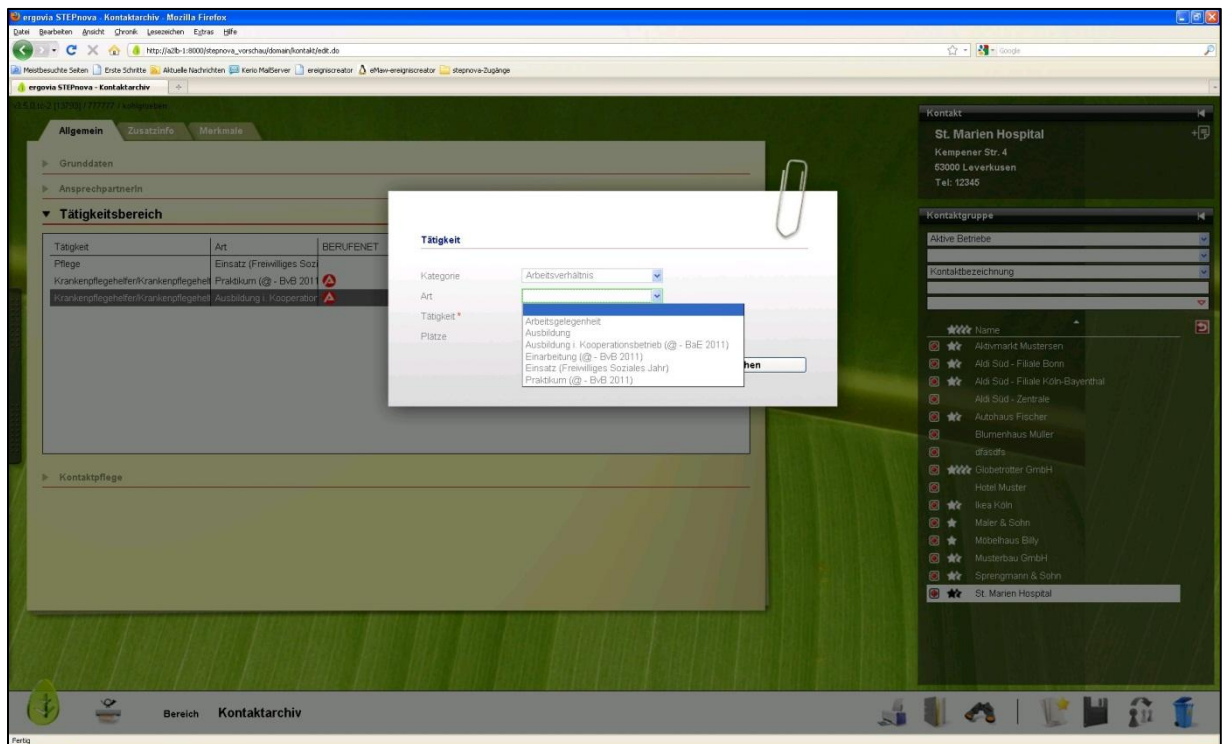 ergovia STEPnova - Kontaktarchiv - Mozilla Firefox
Datei Bearbeiten Ansicht Chronik Lesezeichen Extras Hilfe
http://a2lb-1:8000/stepnova_vorschau/domain/kontakt/edit.do
Google
Meistbesuchte Seiten Erste Schritte Aktuelle Nachrichten Kerio MailServer ereigniscreator eMaw-ereigniscreator stepnova-Zugänge
ergovia STEPnova - Kontaktarchiv
Allgemein Zusatzinfo Merkmale
Grunddaten
AnsprechpartnerIn
Tätigkeitsbereich
Tätigkeit Art BERUFENET
Pflege Einsatz (Freiwilliges Sozi
Krankenpflegehelfer/Krankenpflegehel Praktikum (@ - BvB 2011
Krankenpflegehelfer/Krankenpflegehel Ausbildung i. Kooperation
Kontaktpflege
Tätigkeit
Kategorie Arbeitsverhältnis
Art
Tätigkeit *
Plätze
Arbeitsgelegenheit
Ausbildung
Ausbildung i. Kooperationsbetrieb (@ - BaE 2011)
Einarbeitung (@ - BvB 2011)
Einsatz (Freiwilliges Soziales Jahr)
Praktikum (@ - BvB 2011)
hen
Kontakt
St. Marien Hospital
Kempener Str. 4
53000 Leverkusen
Tel: 12345
Kontaktgruppe
Aktive Betriebe
Kontaktbezeichnung
Name
Aktivmarkt Mustersen
Aldi Süd - Filiale Bonn
Aldi Süd - Filiale Köln-Bayenthal
Aldi Süd - Zentrale
Autohaus Fischer
Blumenhaus Müller
dfasdfs
Globetrotter GmbH
Hotel Muster
Ikea Köln
Maler & Sohn
Möbelhaus Billy
Musterbau GmbH
Sprengmann & Sohn
St. Marien Hospital
Bereich Kontaktarchiv
Fertig